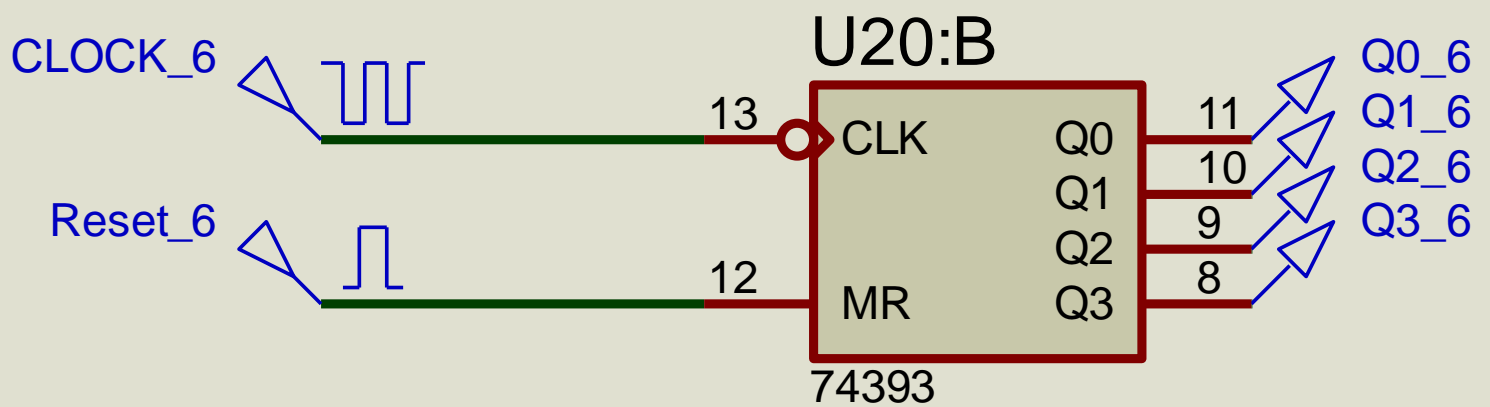 U20:B
CLOCK_6
13
CLK
Q0
11
Q0_6
Q1
10
Q1_6
Reset_6
12
MR
Q2
9
Q2_6
Q3
8
Q3_6
74393